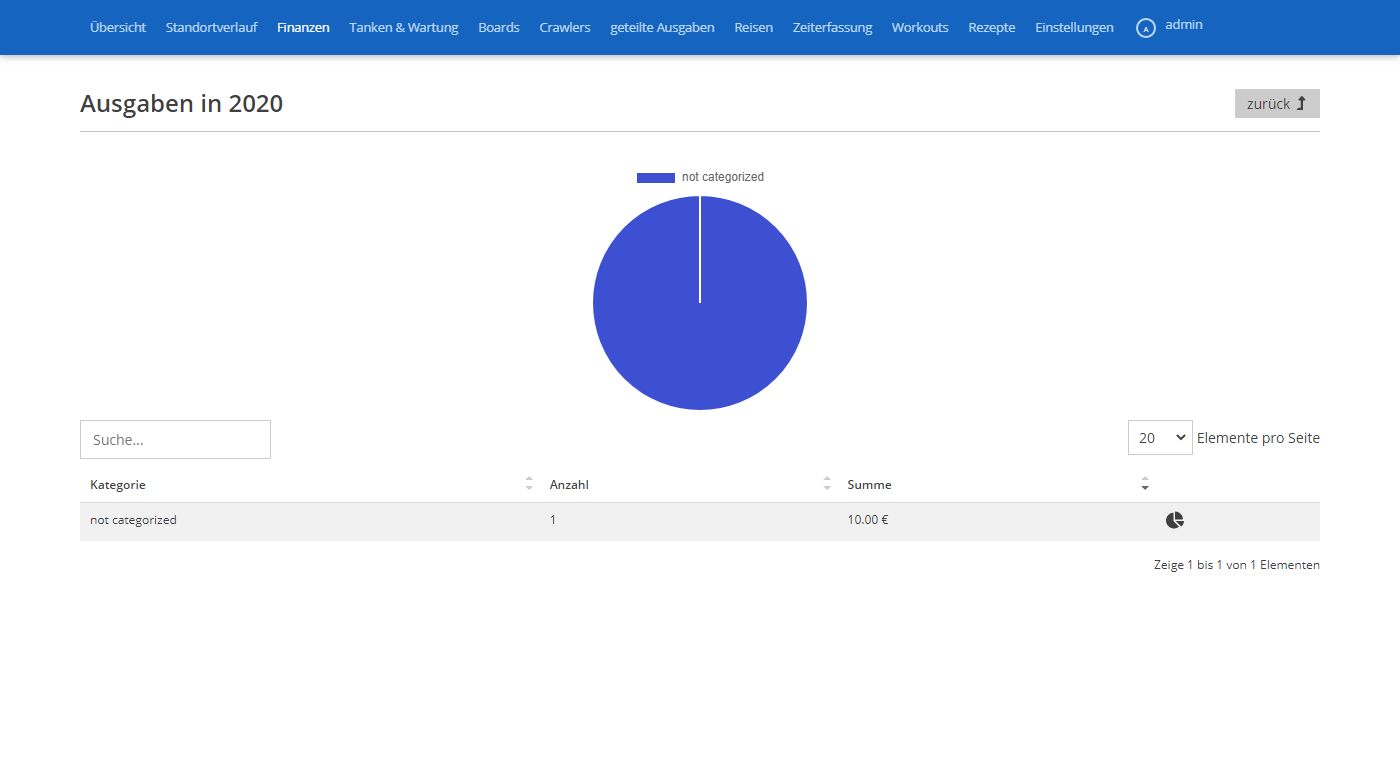 Übersicht Standortverlauf Finanzen Tanken & Wartung Boards Crawlers geteilte Ausgaben Reisen Zeiterfassung Workouts Rezepte Einstellungen A admin
Ausgaben in 2020 zurück
not categorized
Suche... 20 Elemente pro Seite
Kategorie Anzahl Summe
not categorized 1 10.00 €
Zeige 1 bis 1 von 1 Elementen